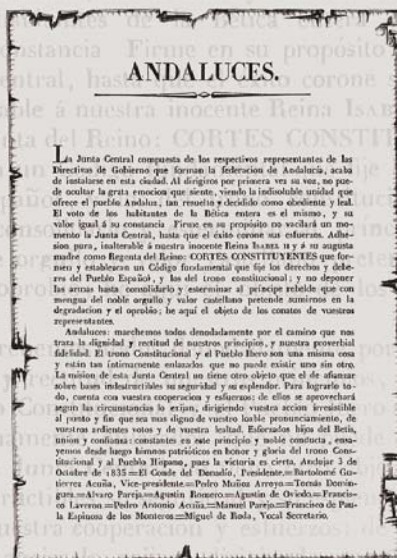 ANDALUCES.
La Junta Central compuesta de los respectivos representantes de las
Directivas de Gobierno que forman la federacion de Andalucía, acaba
de instalarse en esta ciudad. Al dirigiros por primera vez su voz, no pue-
de ocultar la grata emocion que siente, viendo la indisoluble unidad que
ofrece el pueblo Andaluz, tan resuelto y decidido como obediente y leal.
El voto de los habitantes de la Bética entera es el mismo, y su
valor igual á su constancia Firme en su propósito no vacilará un mo-
mento la Junta Central, hasta que el éxito corone sus esfuerzos. Adhe-
sion pura, inalterable á nuestra inocente Reina ISABEL II y á su augusta
madre como Regenta del Reino: CORTES CONSTITUYENTES que for-
men y establezcan un Código fundamental que fije los derechos y debe-
res del Pueblo Español, y los del trono constitucional; y no deponer
las armas hasta consolidarlo y esterminar al príncipe rebelde que con
mengua del noble orgullo y valor castellano pretende sumirnos en la
degradacion y el oprobio; he aquí el objeto de los conatos de vuestros
representantes.
Andaluces: marchemos todos denodadamente por el camino que nos
traza la dignidad y rectitud de nuestros principios, y nuestra proverbial
fidelidad. El trono Constitucional y el Pueblo Ibero son una misma cosa
y están tan íntimamente enlazados que no puede existir uno sin otro.
La mision de esta Junta Central no tiene otro objeto que el de afianzar
sobre bases indestructibles su seguridad y su esplendor. Para lograrlo to-
do, cuenta con vuestra cooperacion y esfuerzos: de ellos se aprovechará
segun las circunstancias lo exijan, dirigiendo vuestra accion irresistible
al punto y fin que sea mas digno de vuestro loable pronunciamiento, de
vuestros ardientes votos y de vuestra lealtad. Esforzados hijos del Betis,
union y confianza: constantes en este principio y noble conducta, ensa-
yemos desde luego himnos patrióticos en honor y gloria del trono Cons-
titucional y al Pueblo Hispano, pues la victoria es cierta. Andujar 3 de
Octubre de 1835=El Conde del Donadío, Presidente.=Bartolomé Gu-
tierrez Acuña, Vice-presidente.=Pedro Muñoz Arroyo=Tomás Domin-
guez=Alvaro Pareja=Agustin Romero=Agustin de Oviedo=Francis-
co Laverno=Pedro Antonio Acuña.=Manuel Parejo=Francisco de Pau-
la Espinosa de los Monteros.=Miguel de Roda, Vocal Secretario.